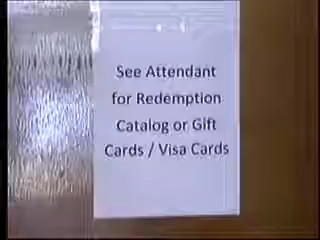 See Attendant
for Redemption
Catalog or Gift
Cards / Visa Cards